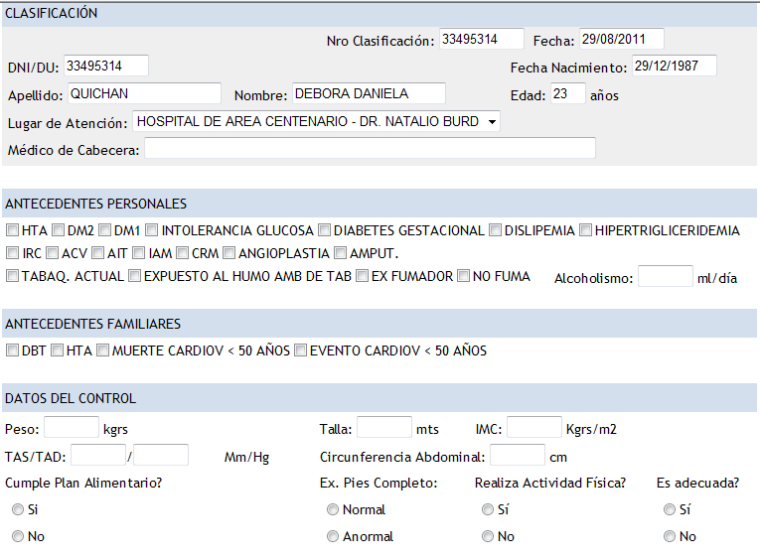 CLASIFICACIÓN
Nro Clasificación: 33495314 Fecha: 29/08/2011
DNI/DU: 33495314 Fecha Nacimiento: 29/12/1987
Apellido: QUICHAN Nombre: DEBORA DANIELA Edad: 23 años
Lugar de Atención: HOSPITAL DE AREA CENTENARIO - DR. NATALIO BURD
Médico de Cabecera:
ANTECEDENTES PERSONALES
HTA DM2 DM1 INTOLERANCIA GLUCOSA DIABETES GESTACIONAL DISLIPEMIA HIPERTRIGLICERIDEMIA
IRC ACV AIT IAM CRM ANGIOPLASTIA AMPUT.
TABAQ. ACTUAL EXPUESTO AL HUMO AMB DE TAB EX FUMADOR NO FUMA Alcoholismo: ml/día
ANTECEDENTES FAMILIARES
DBT HTA MUERTE CARDIOV < 50 AÑOS EVENTO CARDIOV < 50 AÑOS
DATOS DEL CONTROL
Peso: kgrs Talla: mts IMC: Kgrs/m2
TAS/TAD: / Mm/Hg Circunferencia Abdominal: cm
Cumple Plan Alimentario? Ex. Pies Completo: Realiza Actividad Física? Es adecuada?
Si Normal Sí Sí
No Anormal No No